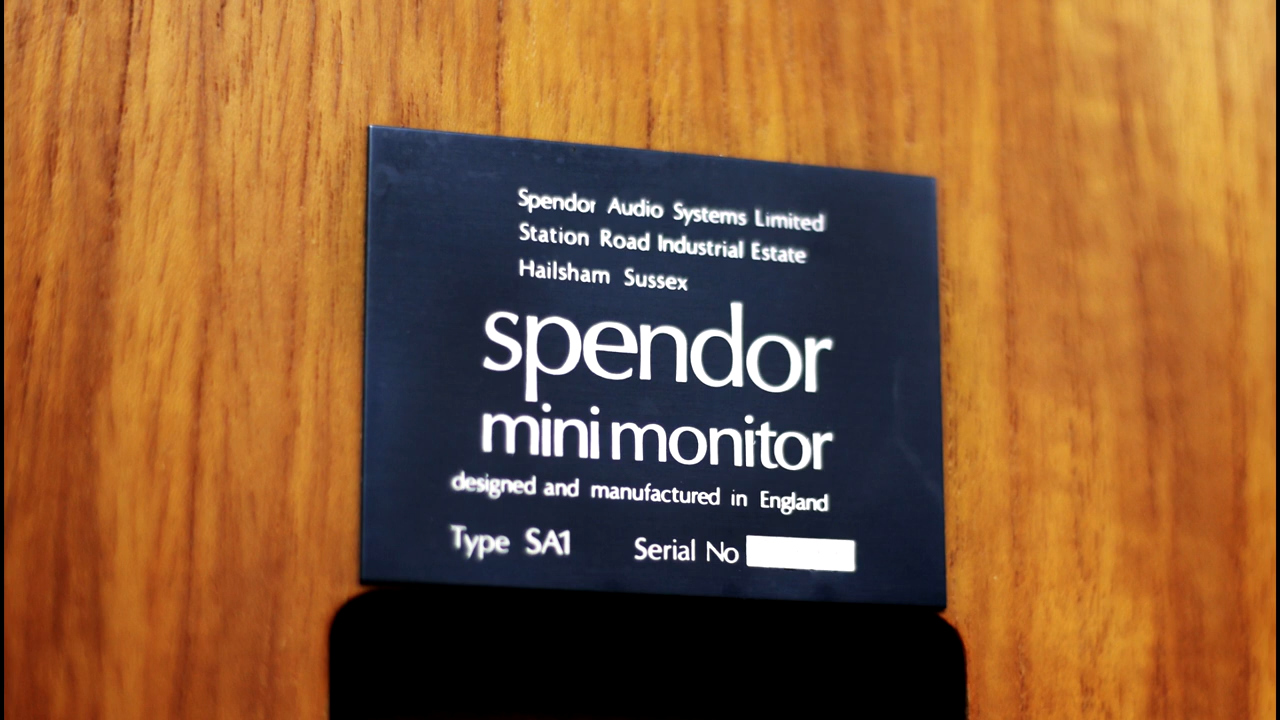 Spendor Audio Systems Limited
Station Road Industrial Estate
Hailsham Sussex
spendor
mini monitor
designed and manufactured in England
Type SA1 Serial No